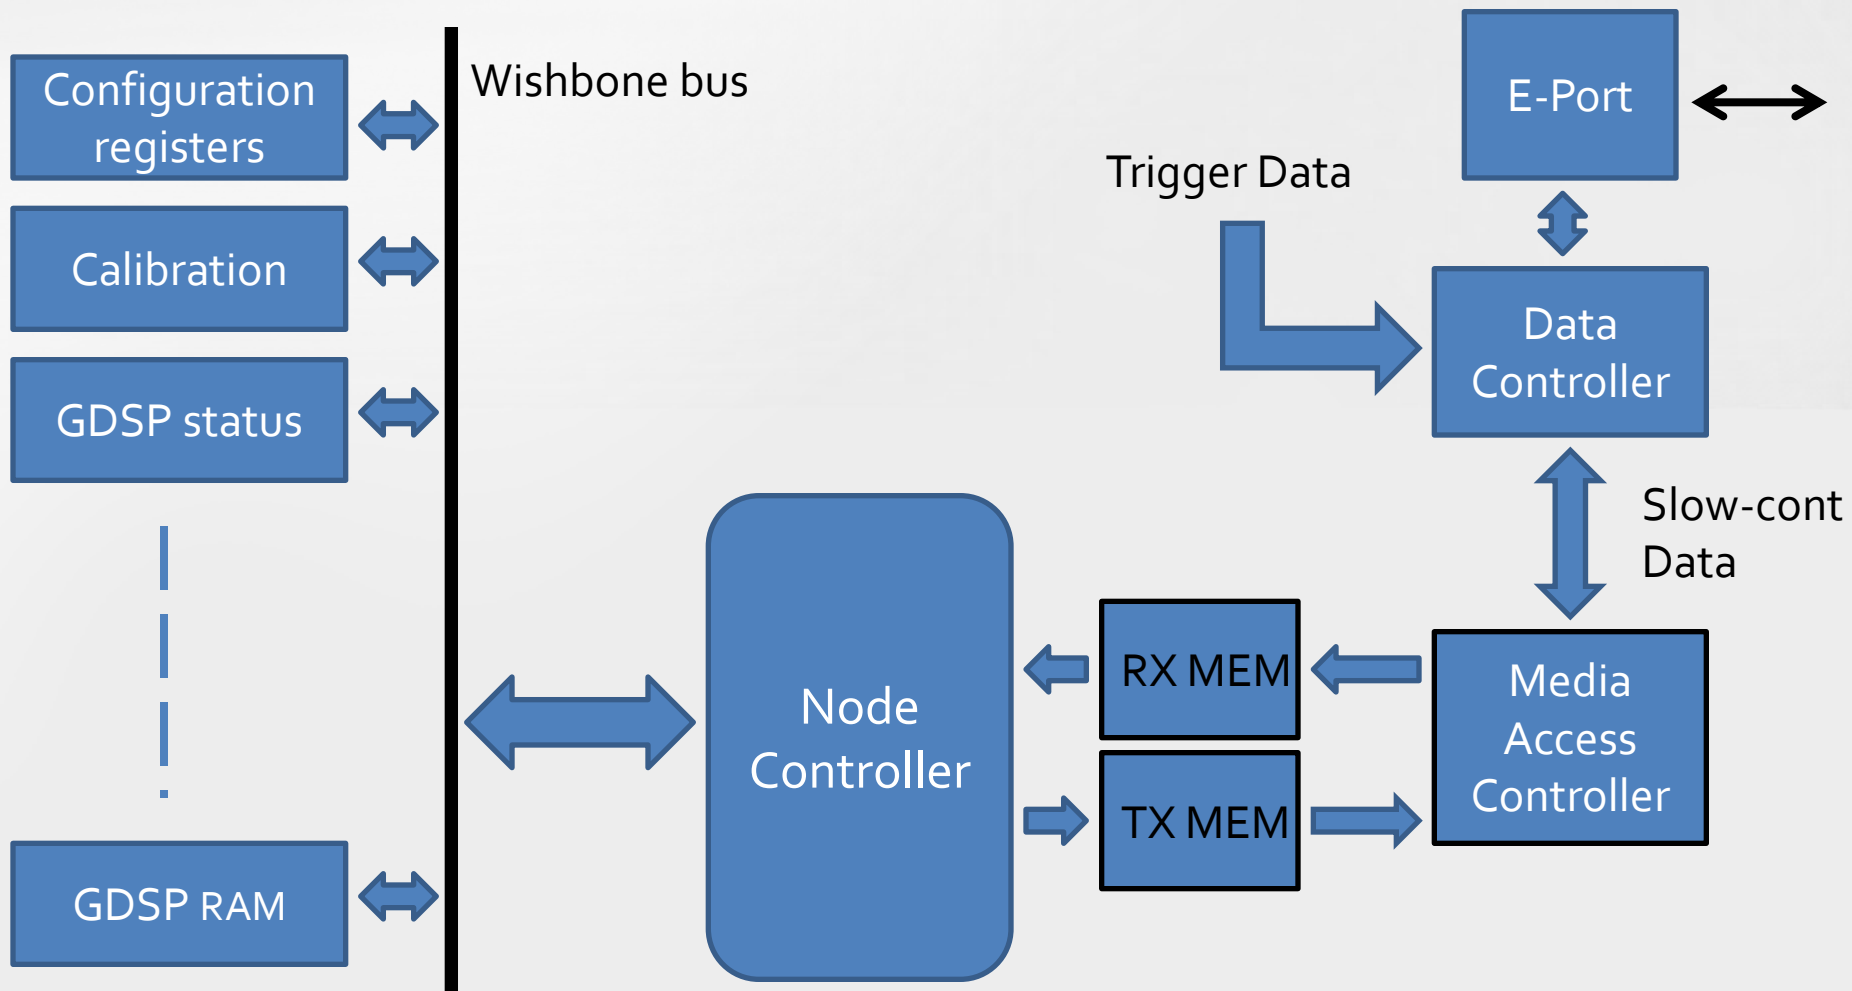 Configuration
registers
Wishbone bus
E-Port
Trigger Data
Calibration
Data
Controller
GDSP status
Slow-cont
Data
Node
Controller
RX MEM
TX MEM
Media
Access
Controller
GDSP RAM